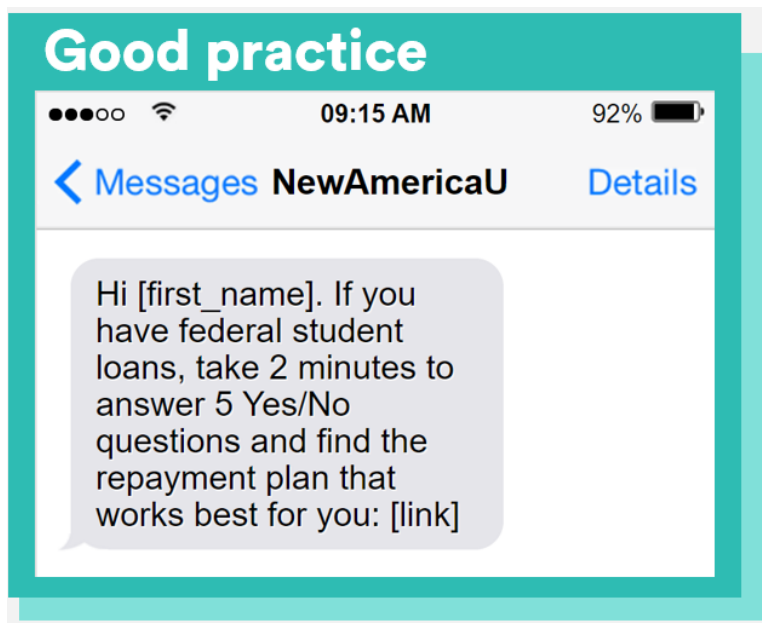 Good practice
09:15 AM 92%
Messages NewAmericaU Details
Hi [first_name]. If you
have federal student
loans, take 2 minutes to
answer 5 Yes/No
questions and find the
repayment plan that
works best for you: [link]